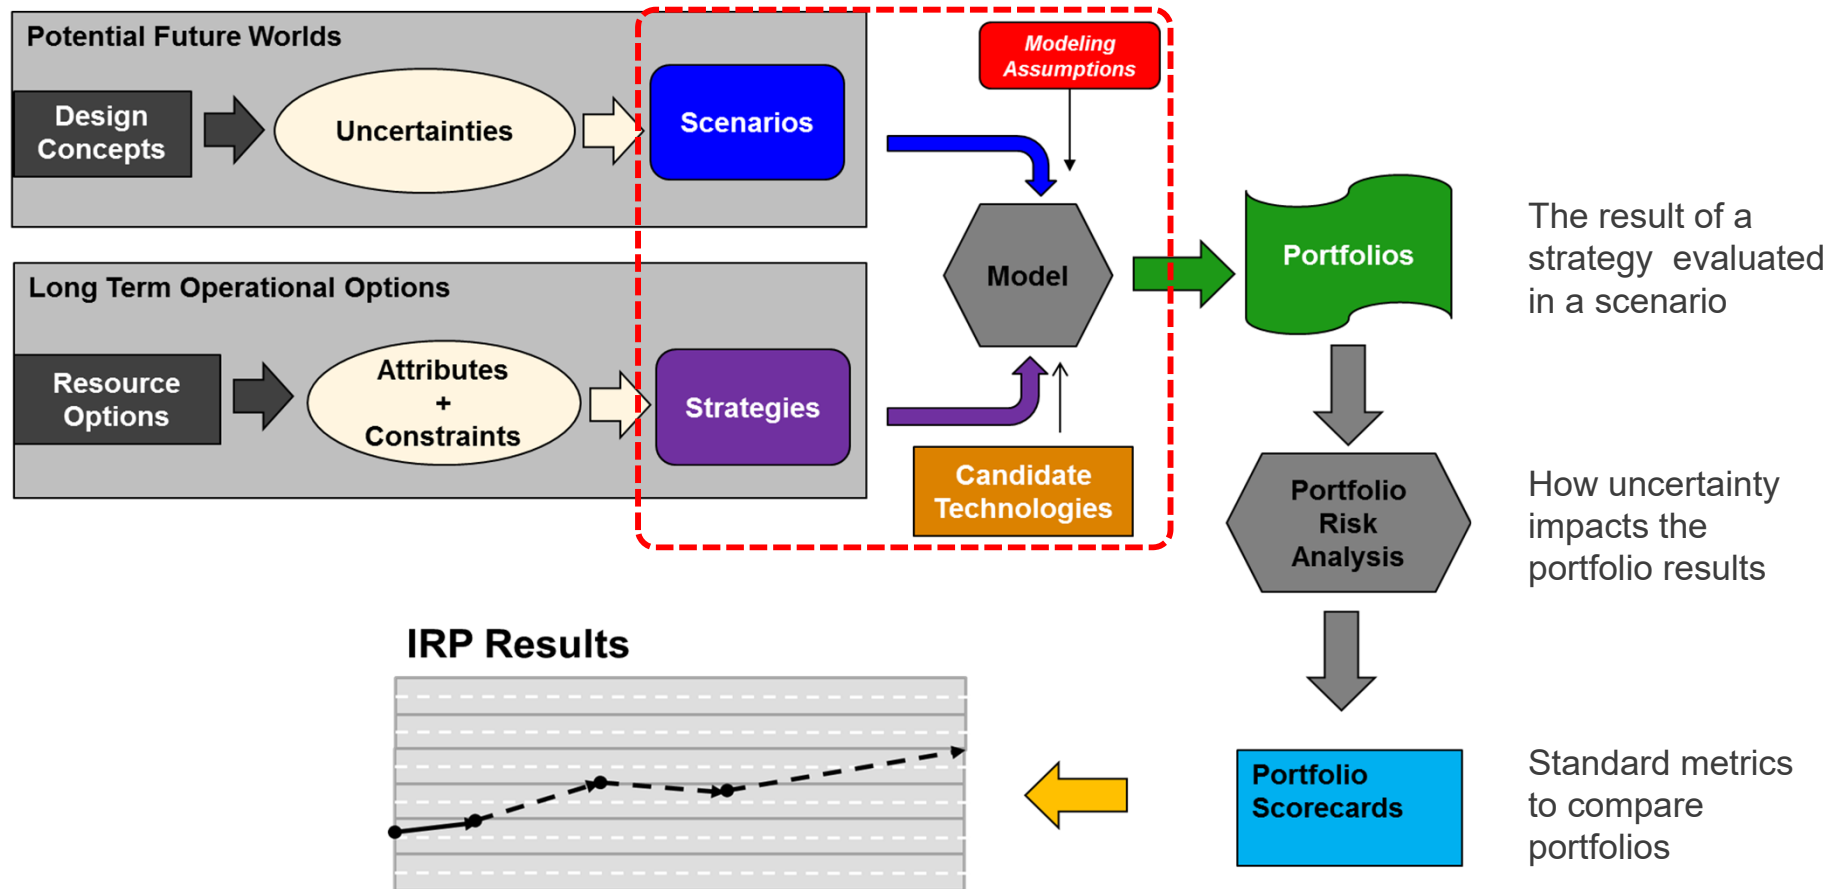 Potential Future Worlds
Design
Concepts
Uncertainties
Scenarios
Modeling
Assumptions
Long Term Operational Options
Resource
Options
Attributes
+
Constraints
Strategies
Model
Candidate
Technologies
Portfolios
The result of a
strategy evaluated
in a scenario
Portfolio
Risk
Analysis
How uncertainty
impacts the
portfolio results
Portfolio
Scorecards
Standard metrics
to compare
portfolios
IRP Results